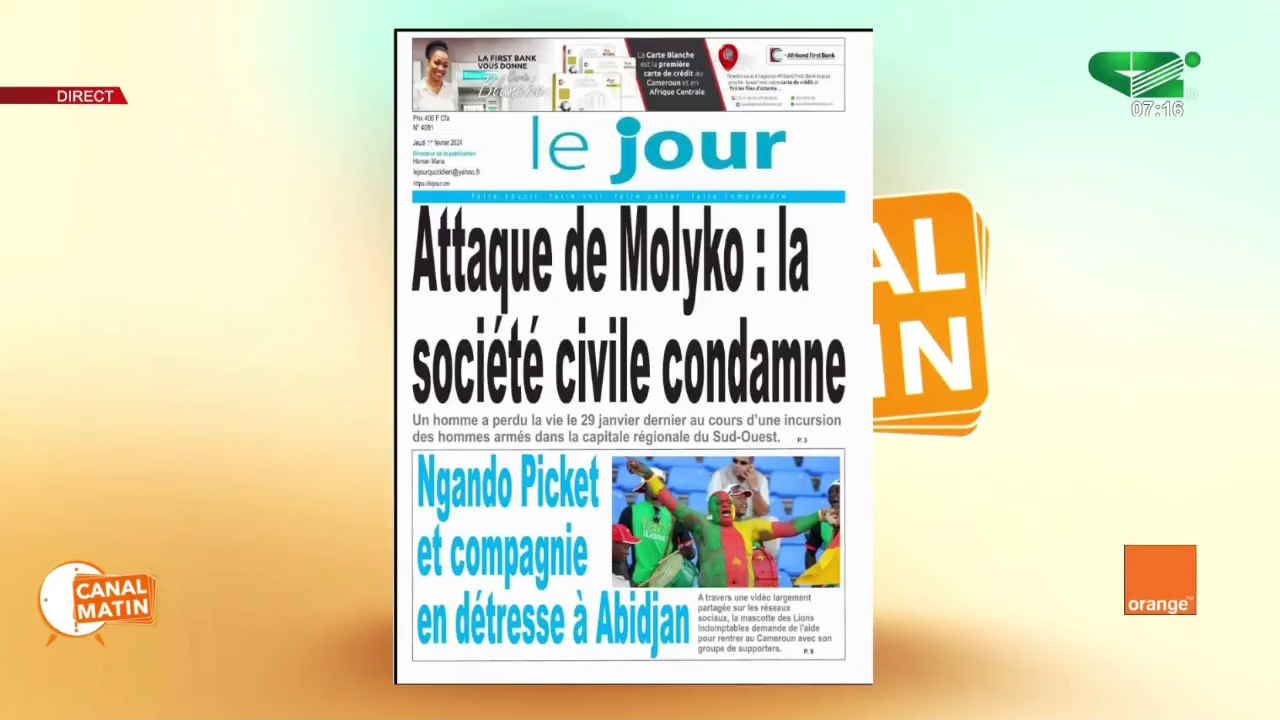 DIRECT
07:16
LA FIRST BANK
VOUS DONNE
La Carte Blanche
est la première
carte de crédit au
Cameroun et en
Afrique Centrale.
Afriland First Bank
Prix 400 F Cfa
N° 4091
Jeudi 1er février 2024
Directeur de la publication
Haman Mana
lejourquotidien@yahoo.fr
https://lejour.cm
le jour
faire savoir, faire voir, faire parler, faire comprendre
Attaque de Molyko : la
société civile condamne
Un homme a perdu la vie le 29 janvier dernier au cours d'une incursion
des hommes armés dans la capitale régionale du Sud-Ouest. P. 3
Ngando Picket
et compagnie
en détresse à Abidjan
A travers une vidéo largement
partagée sur les réseaux
sociaux, la mascotte des Lions
Indomptables demande de l'aide
pour rentrer au Cameroun avec son
groupe de supporters. P. 9
AL
IN
CANAL
MATIN
orange